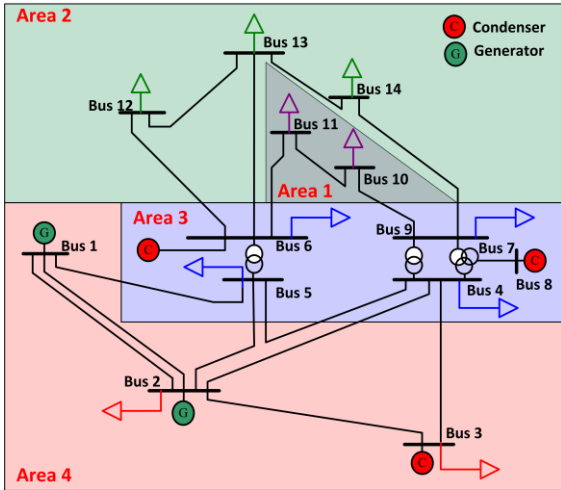 Area 2
Bus 13
C Condenser
G Generator
Bus 14
Bus 12
Bus 11
Bus 10
Area 1
Area 3
Bus 9
G
Bus 1
C
Bus 6
Bus 7
C
Bus 8
Bus 5
Bus 4
Bus 2
G
Bus 3
C
Area 4